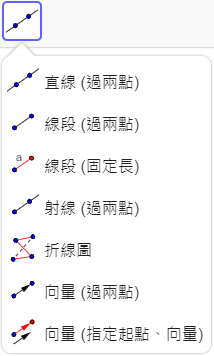 直線 (過兩點)
線段 (過兩點)
a
線段 (固定長)
射線 (過兩點)
折線圖
向量 (過兩點)
向量 (指定起點、向量)